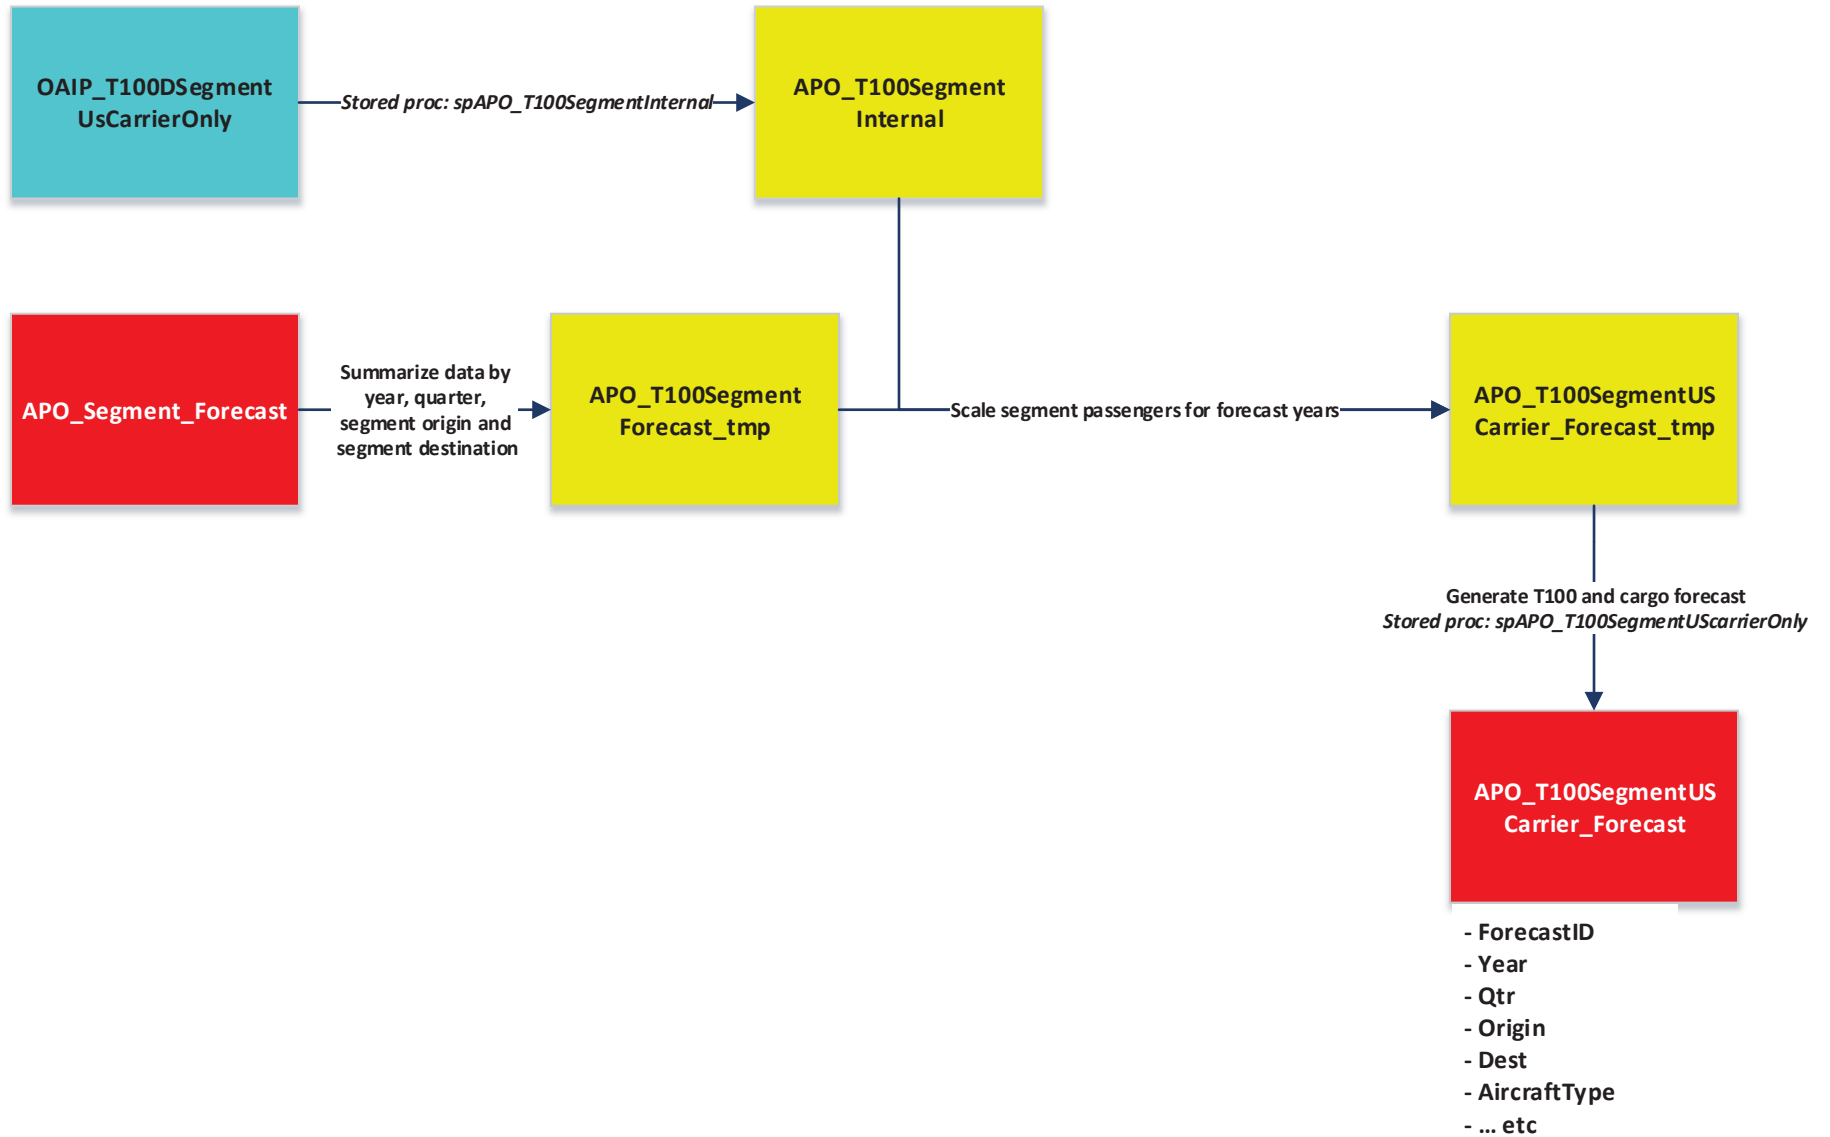 OAIP_T100DSegment
UsCarrierOnly
Stored proc: spAPO_T100SegmentInternal
APO_T100Segment
Internal
APO_Segment_Forecast
Summarize data by
year, quarter,
segment origin and
segment destination
APO_T100Segment
Forecast_tmp
Scale segment passengers for forecast years
APO_T100SegmentUS
Carrier_Forecast_tmp
Generate T100 and cargo forecast
Stored proc: spAPO_T100SegmentUScarrierOnly
APO_T100SegmentUS
Carrier_Forecast
- ForecastID
- Year
- Qtr
- Origin
- Dest
- AircraftType
- ... etc